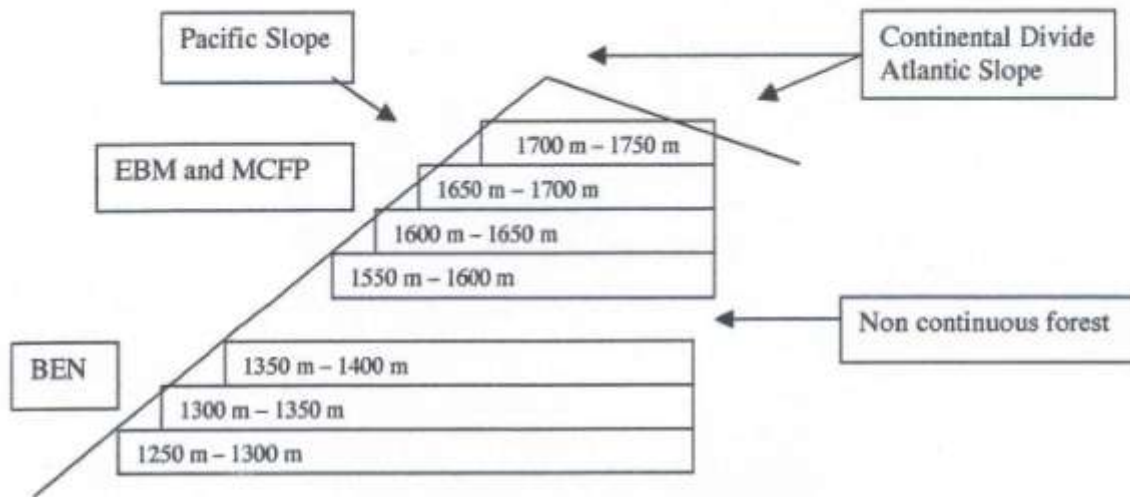 Pacific Slope
Continental Divide
Atlantic Slope
1700 m – 1750 m
EBM and MCFP
1650 m – 1700 m
1600 m – 1650 m
1550 m – 1600 m
Non continuous forest
BEN
1350 m – 1400 m
1300 m – 1350 m
1250 m – 1300 m